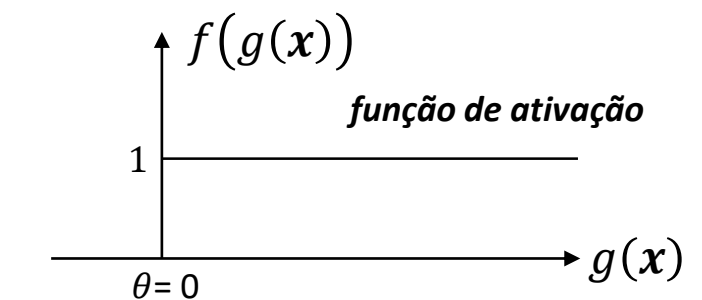 f(g(x))
função de ativação
1
g(x)
θ= 0